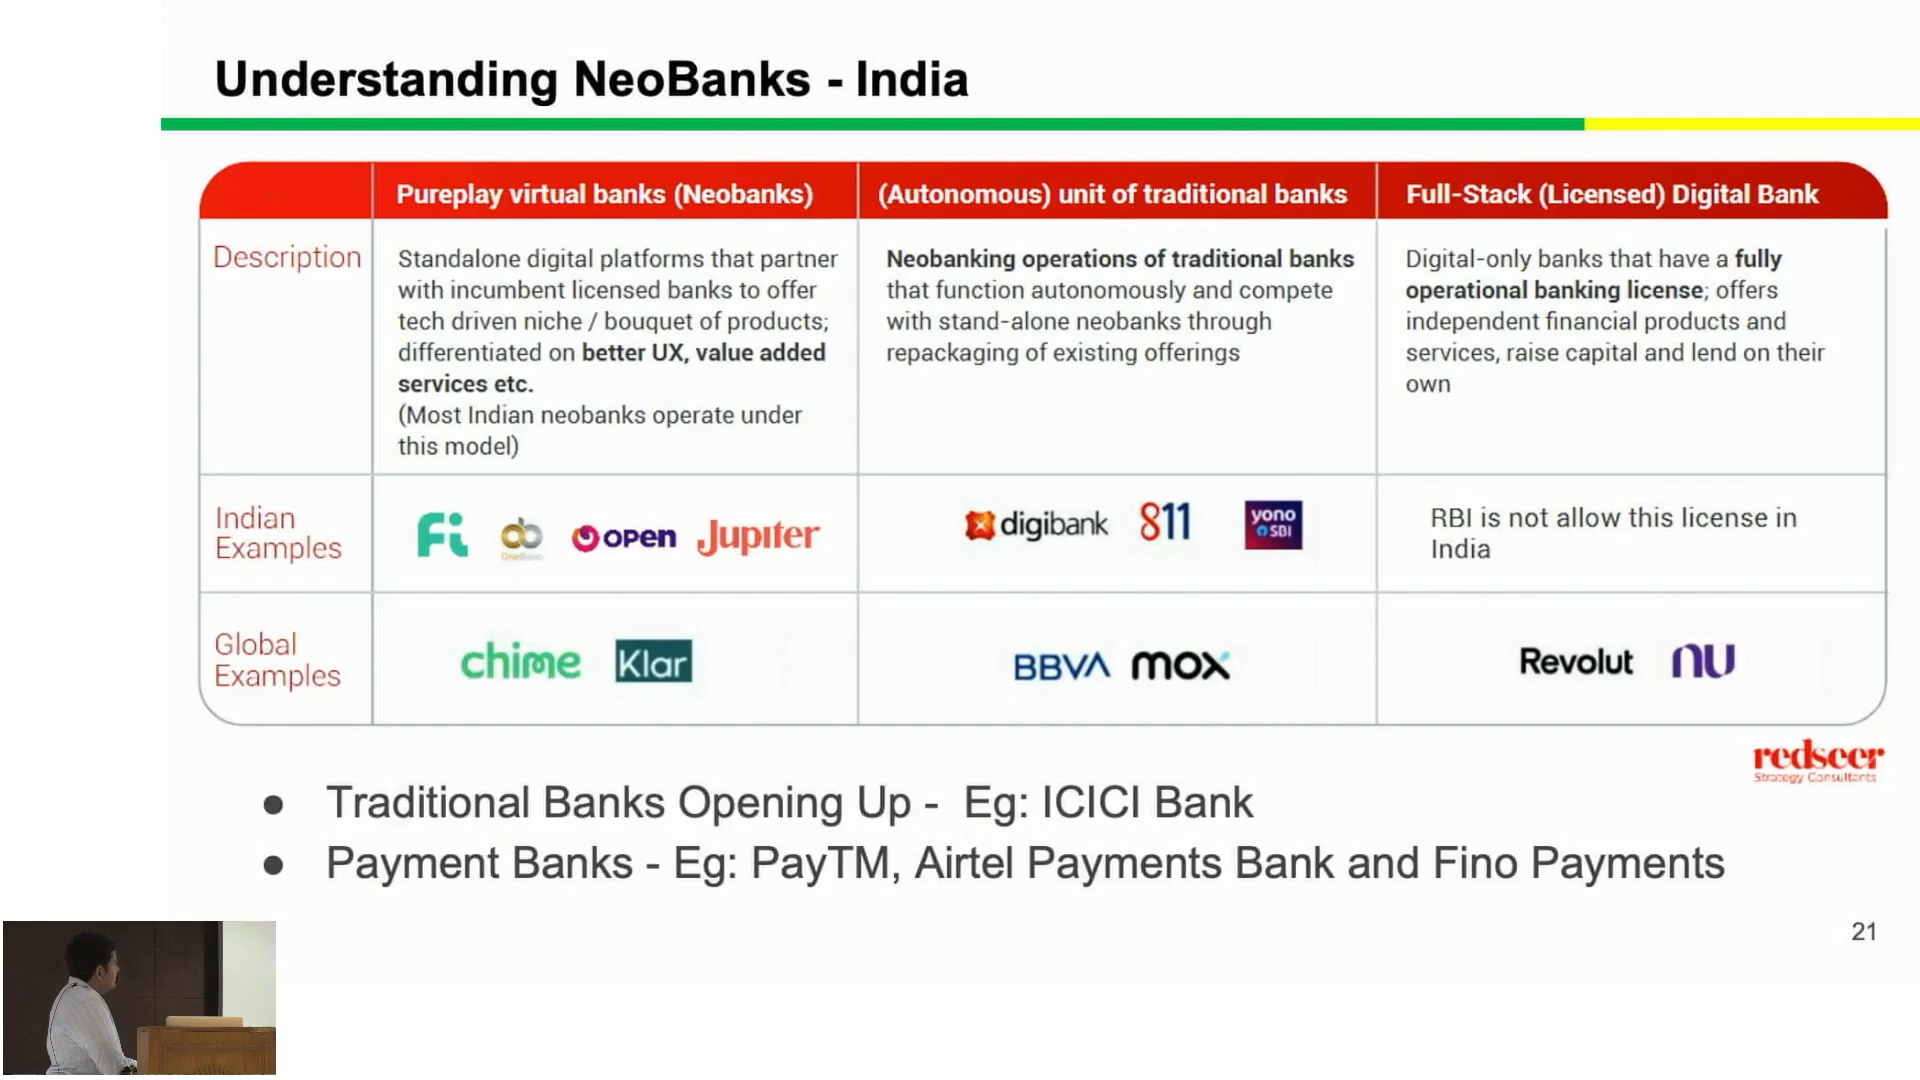 Understanding NeoBanks - India
Pureplay virtual banks (Neobanks)
(Autonomous) unit of traditional banks
Full-Stack (Licensed) Digital Bank
Description
Standalone digital platforms that partner
with incumbent licensed banks to offer
tech driven niche / bouquet of products;
differentiated on better UX, value added
services etc.
(Most Indian neobanks operate under
this model)
Neobanking operations of traditional banks
that function autonomously and compete
with stand-alone neobanks through
repackaging of existing offerings
Digital-only banks that have a fully
operational banking license; offers
independent financial products and
services, raise capital and lend on their
own
Indian
Examples
Fi
OneBanc
OPEN
Jupiter
digibank
811
yono
SBI
RBI is not allow this license in
India
Global
Examples
chime
Klar
BBVA
mox
Revolut
nu
redseer
Strategy Consultants
● Traditional Banks Opening Up - Eg: ICICI Bank
● Payment Banks - Eg: PayTM, Airtel Payments Bank and Fino Payments
21